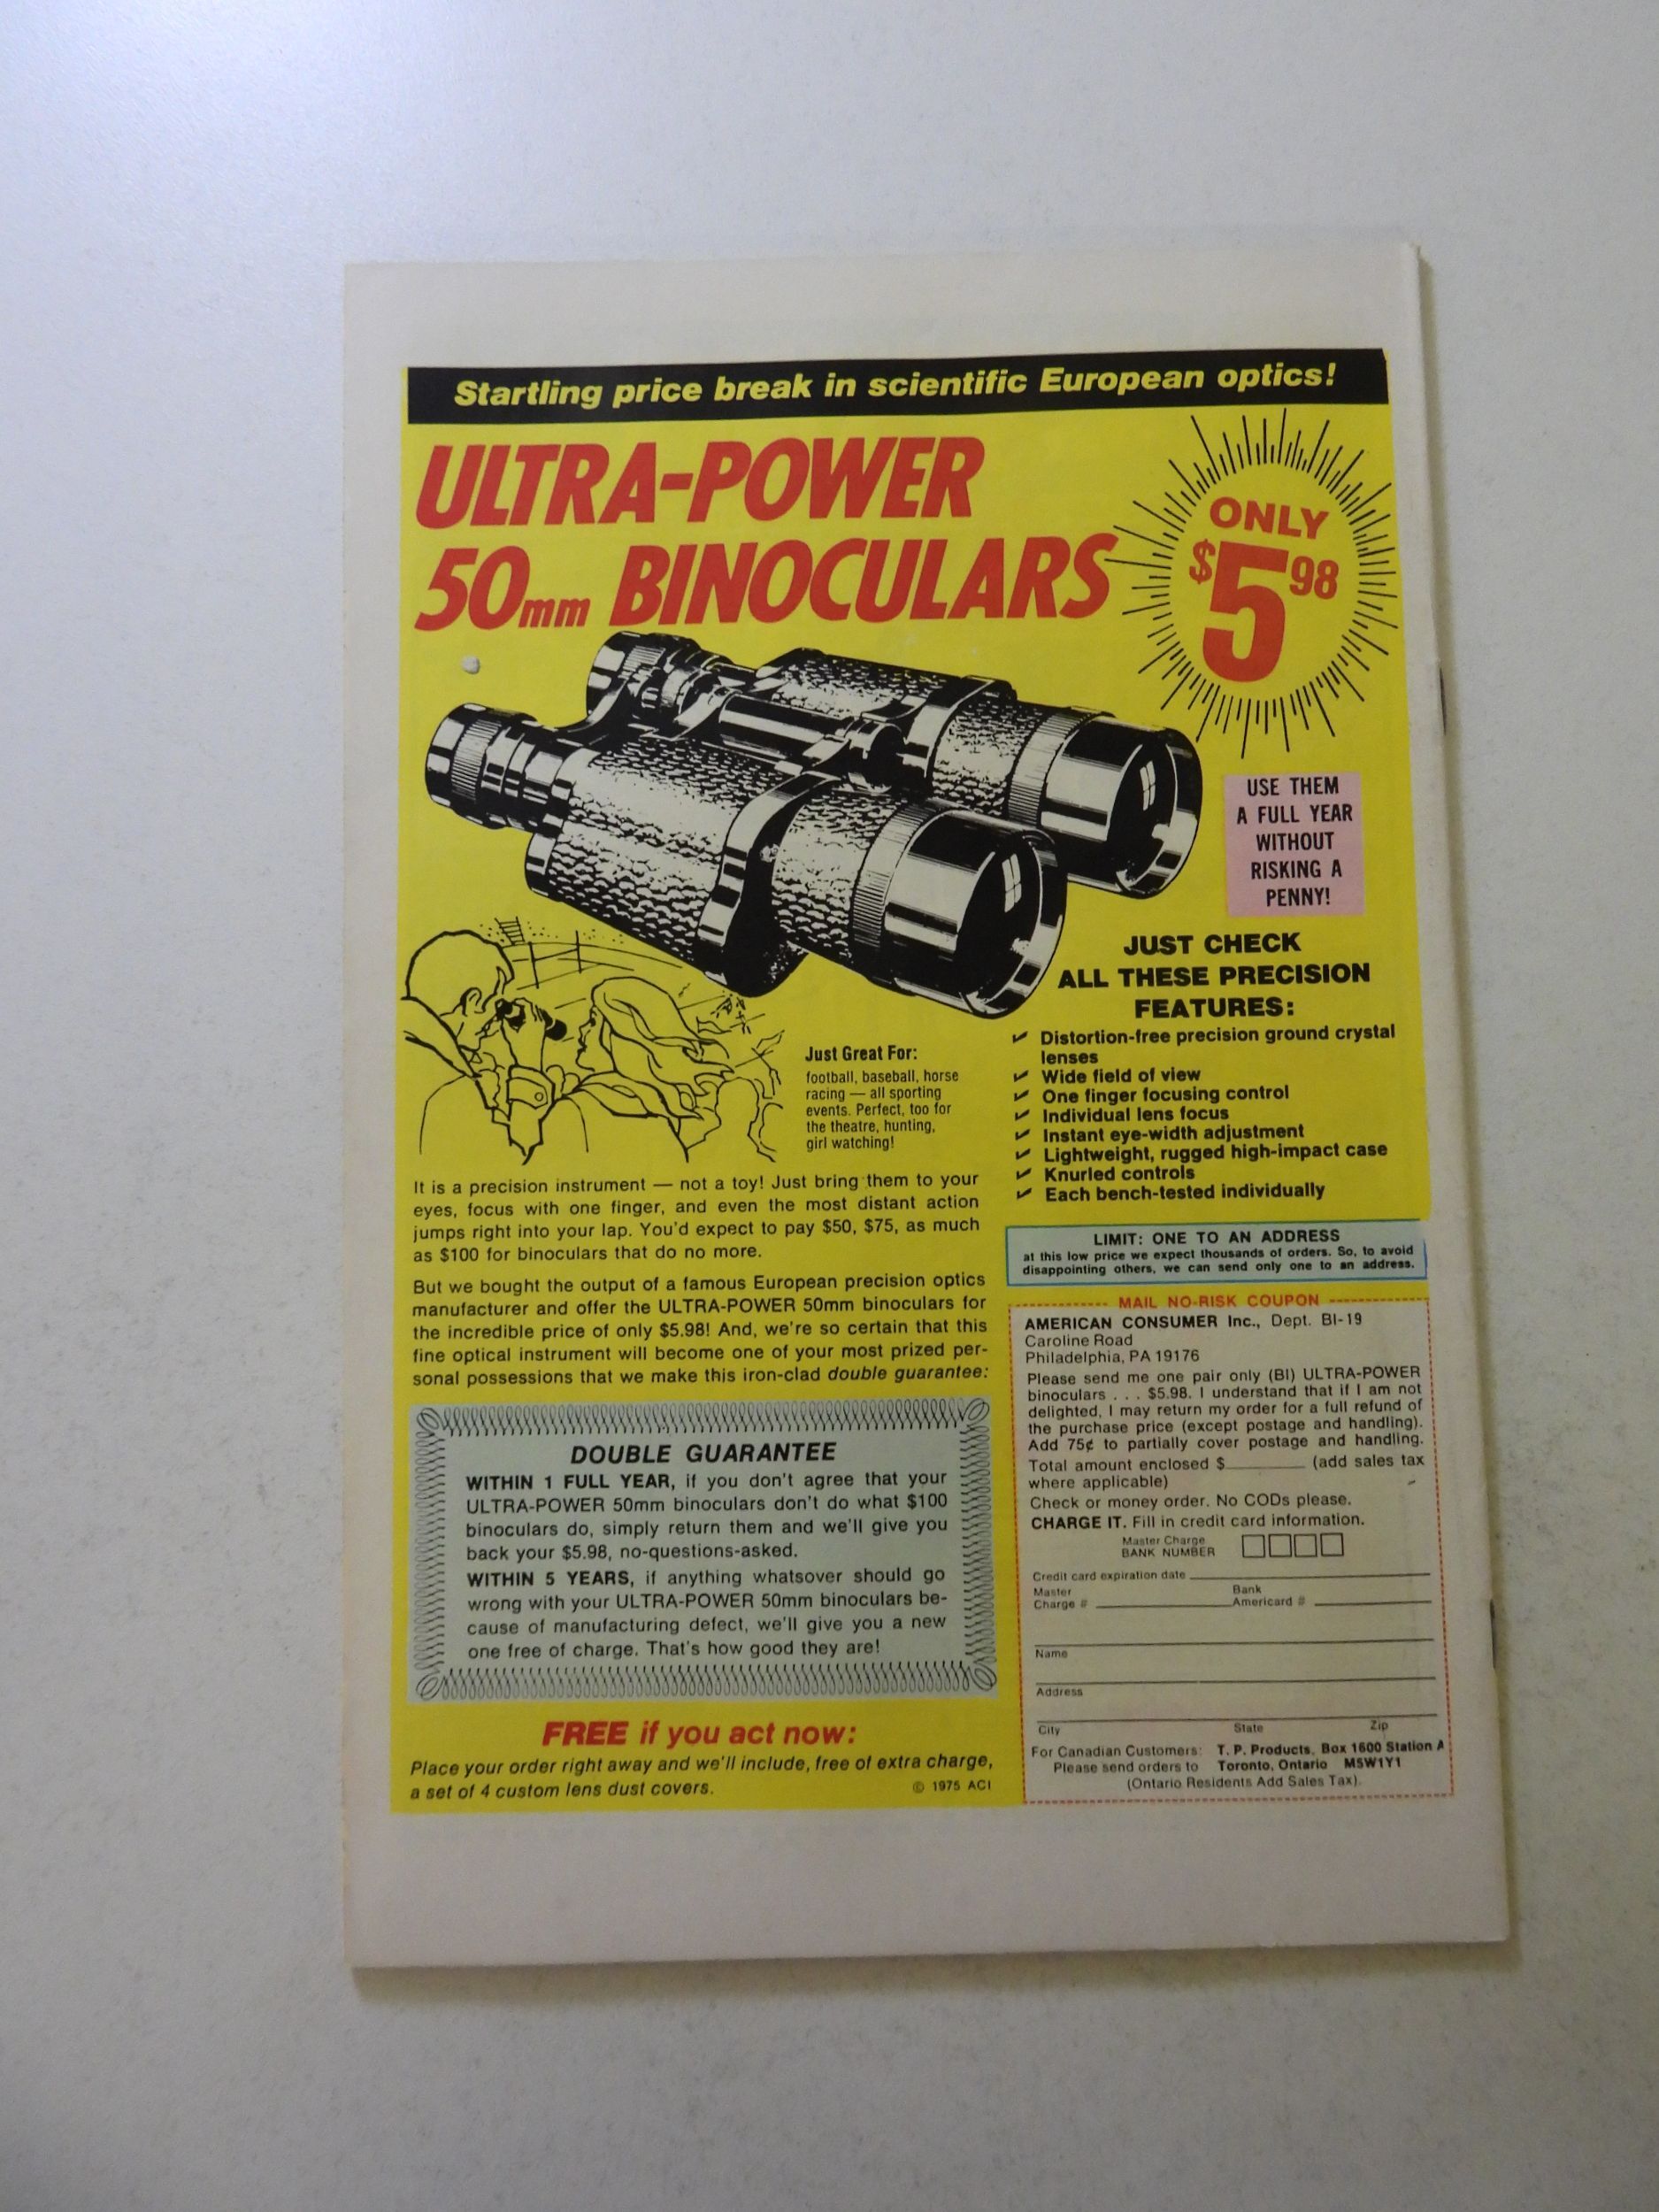 Startling price break in scientific European optics!
ULTRA-POWER
50mm BINOCULARS
ONLY
$5 98
USE THEM
A FULL YEAR
WITHOUT
RISKING A
PENNY!
JUST CHECK
ALL THESE PRECISION
FEATURES:
✔ Distortion-free precision ground crystal
lenses
✔ Wide field of view
✔ One finger focusing control
✔ Individual lens focus
✔ Instant eye-width adjustment
✔ Lightweight, rugged high-impact case
✔ Knurled controls
✔ Each bench-tested individually
Just Great For:
football, baseball, horse
racing — all sporting
events. Perfect, too for
the theatre, hunting,
girl watching!
It is a precision instrument — not a toy! Just bring them to your
eyes, focus with one finger, and even the most distant action
jumps right into your lap. You'd expect to pay $50, $75, as much
as $100 for binoculars that do no more.
But we bought the output of a famous European precision optics
manufacturer and offer the ULTRA-POWER 50mm binoculars for
the incredible price of only $5.98! And, we're so certain that this
fine optical instrument will become one of your most prized per-
sonal possessions that we make this iron-clad double guarantee:
DOUBLE GUARANTEE
WITHIN 1 FULL YEAR, if you don't agree that your
ULTRA-POWER 50mm binoculars don't do what $100
binoculars do, simply return them and we'll give you
back your $5.98, no-questions-asked.
WITHIN 5 YEARS, if anything whatsover should go
wrong with your ULTRA-POWER 50mm binoculars be-
cause of manufacturing defect, we'll give you a new
one free of charge. That's how good they are!
FREE if you act now:
Place your order right away and we'll include, free of extra charge,
a set of 4 custom lens dust covers.
© 1975 ACI
LIMIT: ONE TO AN ADDRESS
at this low price we expect thousands of orders. So, to avoid
disappointing others, we can send only one to an address.
MAIL NO-RISK COUPON
AMERICAN CONSUMER Inc., Dept. BI-19
Caroline Road
Philadelphia, PA 19176
Please send me one pair only (BI) ULTRA-POWER
binoculars . . . $5.98. I understand that if I am not
delighted, I may return my order for a full refund of
the purchase price (except postage and handling).
Add 75¢ to partially cover postage and handling.
Total amount enclosed $ (add sales tax
where applicable)
Check or money order. No CODs please.
CHARGE IT. Fill in credit card information.
Master Charge
BANK NUMBER
Credit card expiration date
Master Bank
Charge # Americard #
Name
Address
City State Zip
For Canadian Customers: T. P. Products, Box 1600 Station A
Please send orders to Toronto, Ontario M5W1Y1
(Ontario Residents Add Sales Tax).